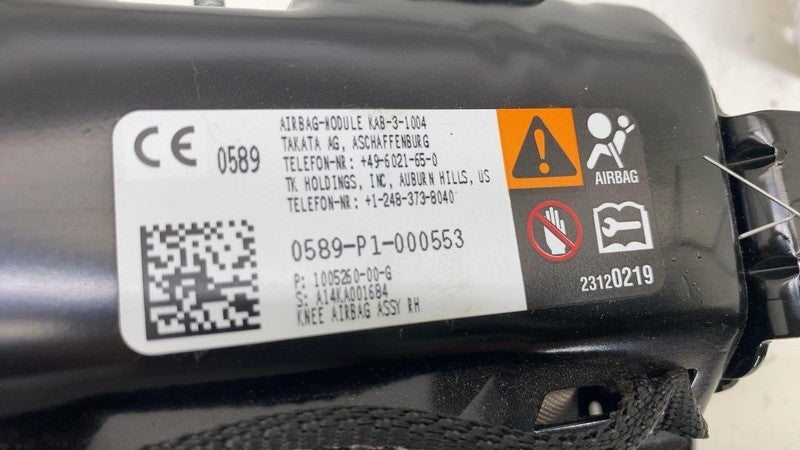 CE 0589
AIRBAG-MODULE KAB-3-1004
TAKATA AG, ASCHAFFENBURG
TELEFON-NR: +49-6021-65-0
TK HOLDINGS, INC, AUBURN HILLS, US
TELEFON-NR: +1-248-373-8040
0589-P1-000553
P: 1005250-00-G
S: A14KA001684
KNEE AIRBAG ASSY RH
AIRBAG
23120219